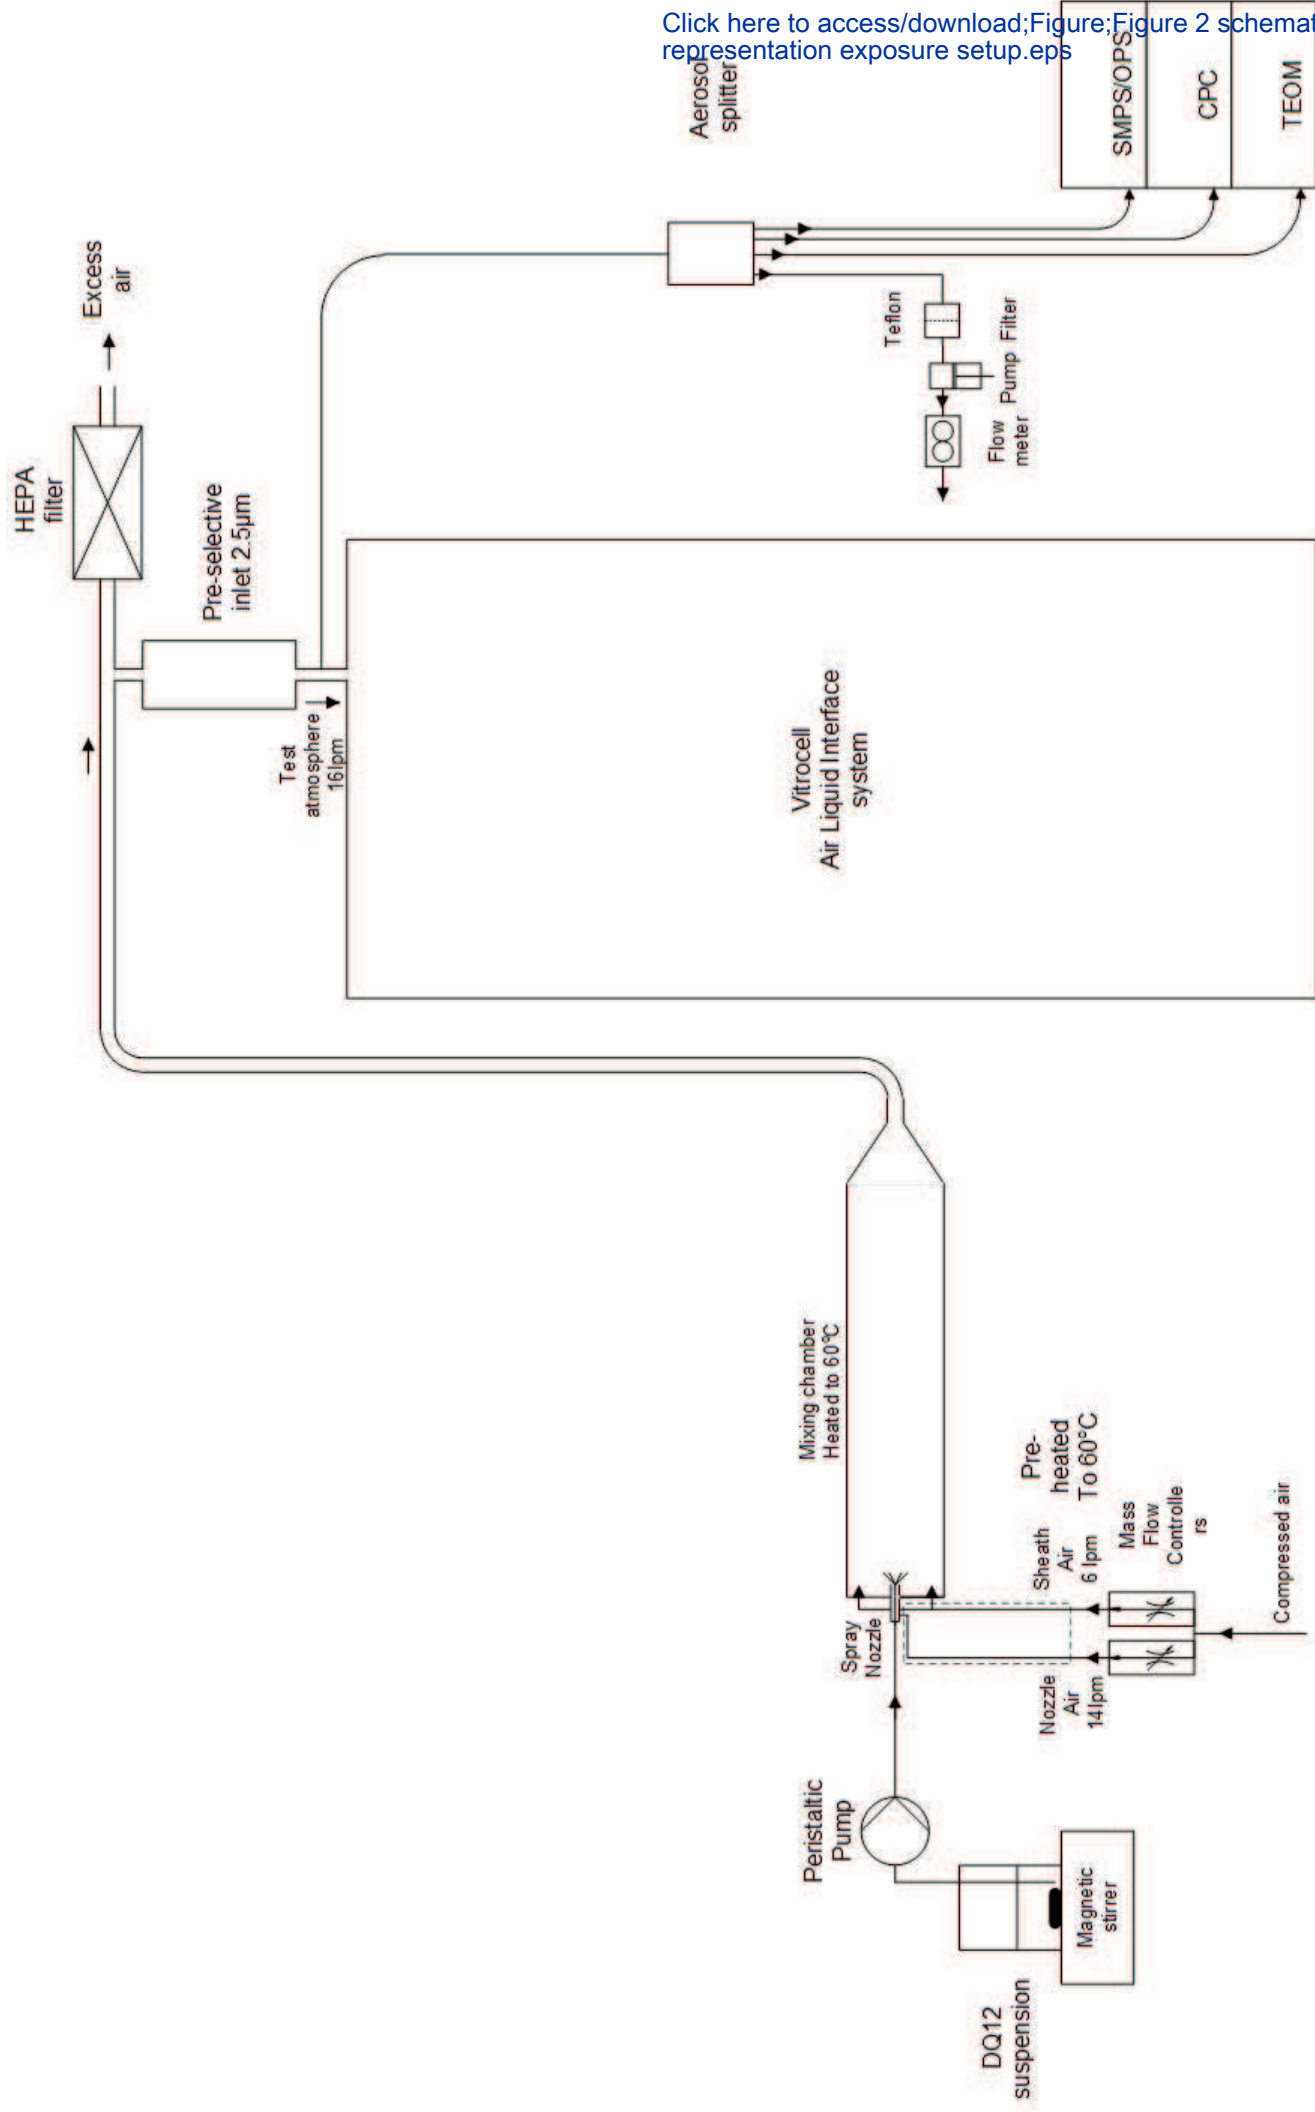 Click here to access/download;Figure;Figure 2 schemat
representation exposure setup.eps
DQ12
suspension
Magnetic
stirrer
Peristaltic
Pump
Spray
Nozzle
Nozzle
Air
14lpm
Sheath
Air
6 lpm
Pre-
heated
To 60°C
Mass
Flow
Controlle
rs
Compressed air
Mixing chamber
Heated to 60°C
HEPA
filter
Excess
air
Pre-selective
inlet 2.5µm
Test
atmosphere
16lpm
Vitrocell
Air Liquid Interface
system
Aerosol
splitter
Teflon
Filter
Pump
Flow
meter
SMPS/OPS
CPC
TEOM